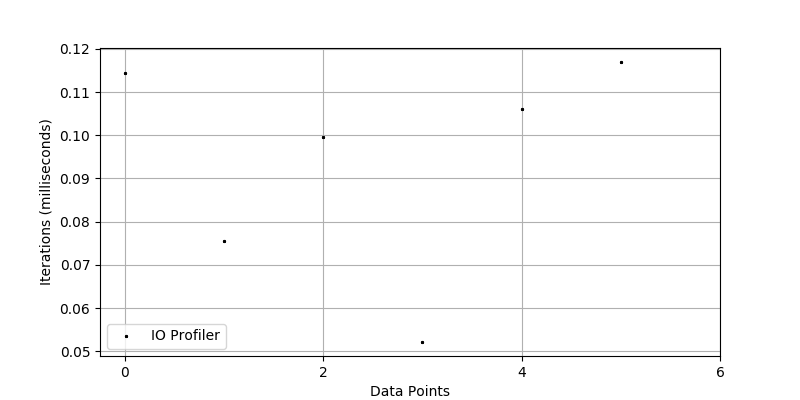 0.12
0.11
0.10
0.09
0.08
0.07
0.06
0.05
Iterations (milliseconds)
IO Profiler
0 2 4 6
Data Points